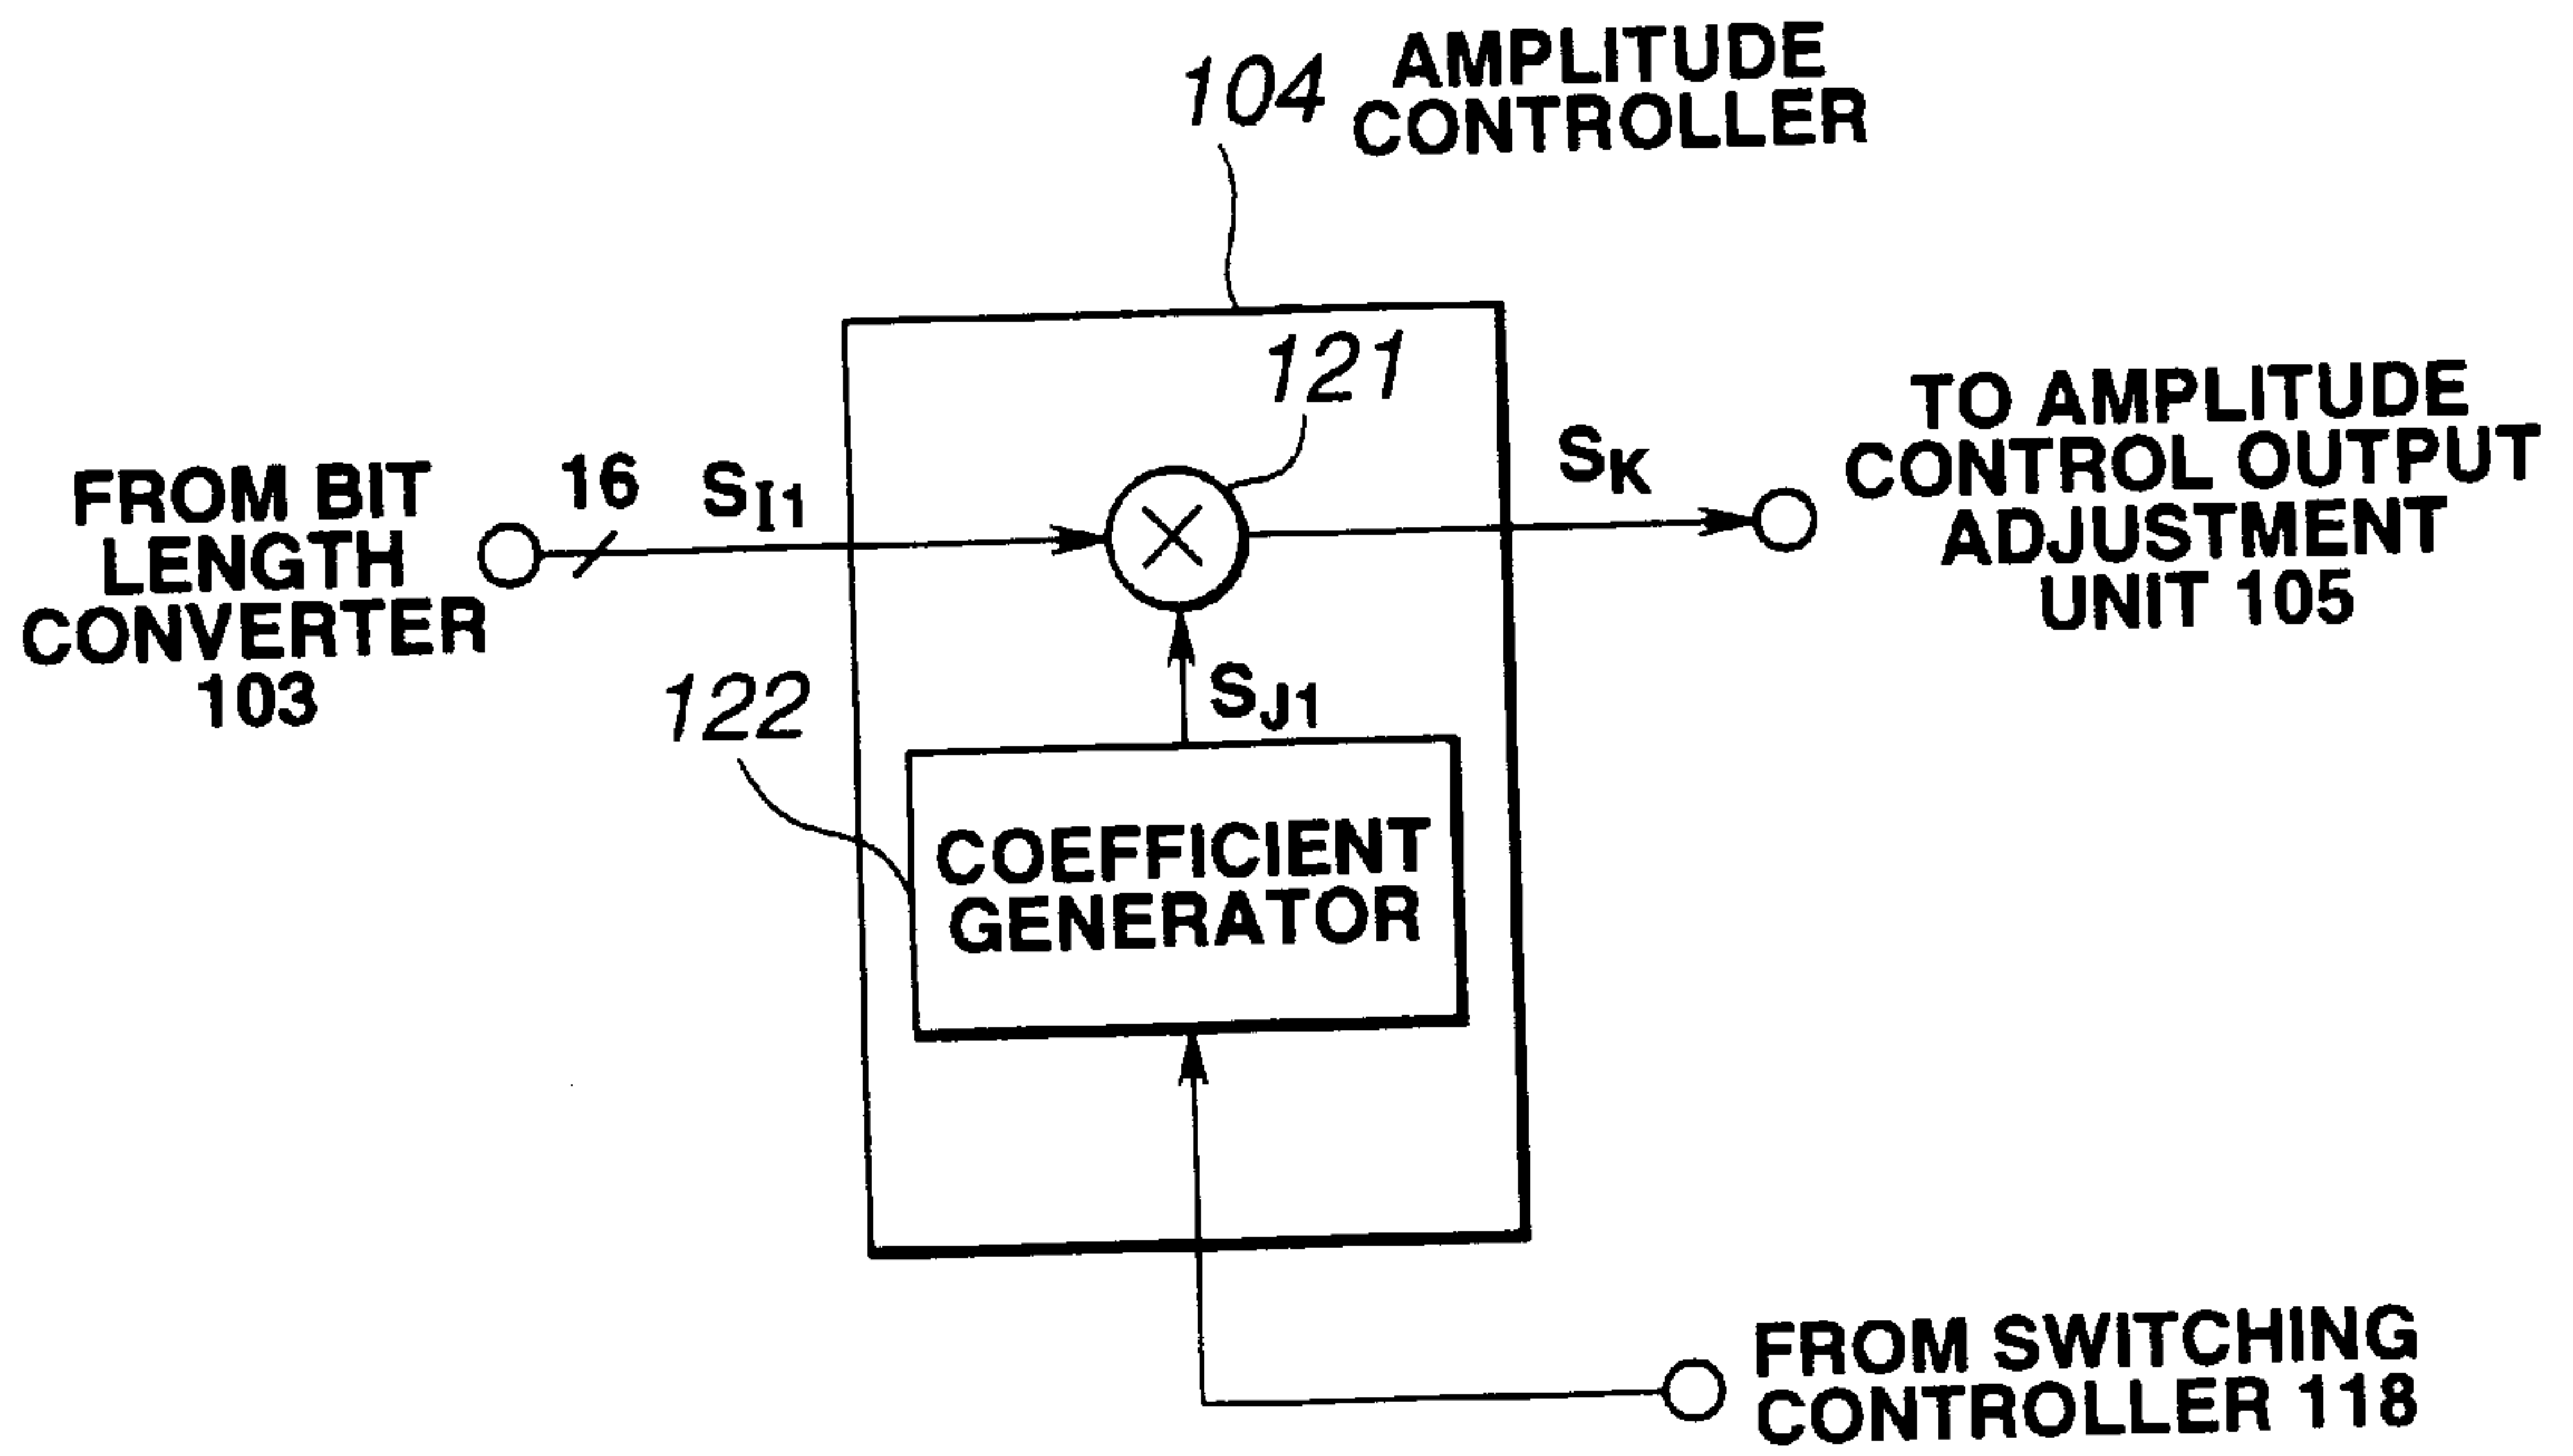 104 AMPLITUDE
CONTROLLER
121
TO AMPLITUDE
CONTROL OUTPUT
ADJUSTMENT
UNIT 105
SK
FROM BIT
LENGTH
CONVERTER
103
16
SI1
SJ1
122
COEFFICIENT
GENERATOR
FROM SWITCHING
CONTROLLER 118